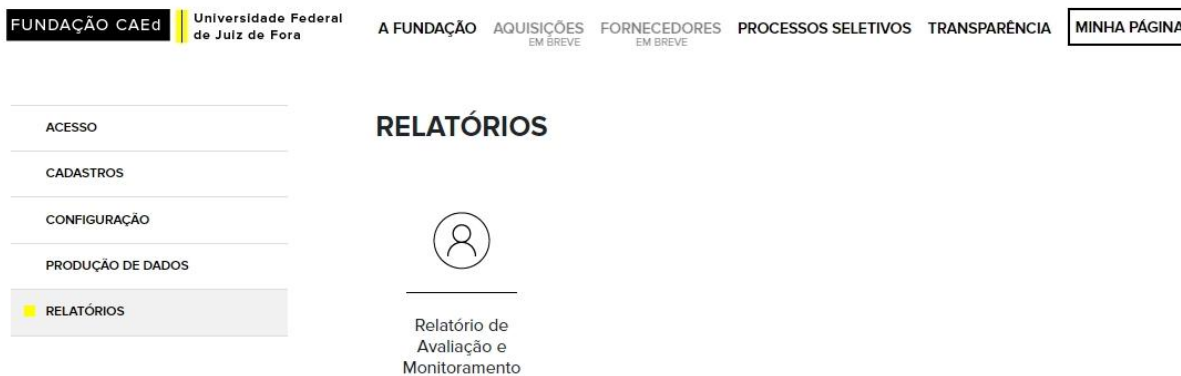 FUNDAÇÃO CAEd
Universidade Federal
de Juiz de Fora
A FUNDAÇÃO
AQUISIÇÕES
EM BREVE
FORNECEDORES
EM BREVE
PROCESSOS SELETIVOS
TRANSPARÊNCIA
MINHA PÁGINA
ACESSO
CADASTROS
CONFIGURAÇÃO
PRODUÇÃO DE DADOS
RELATÓRIOS
RELATÓRIOS
Relatório de
Avaliação e
Monitoramento